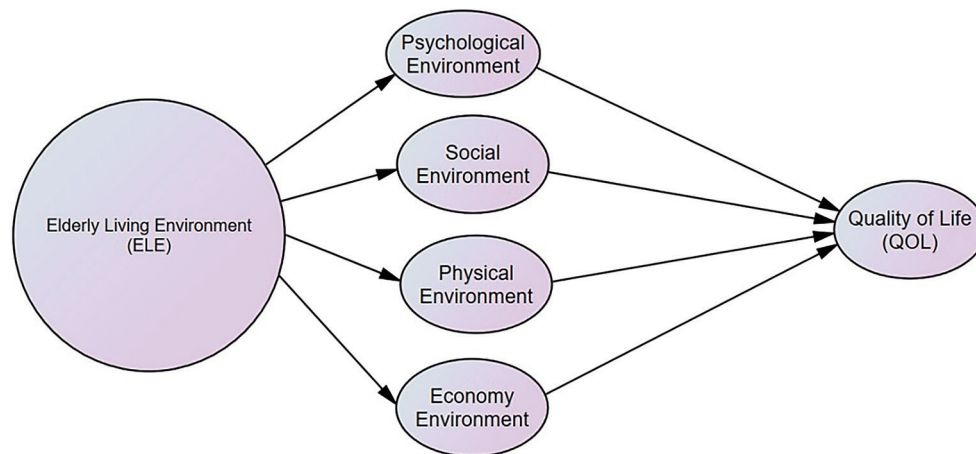 Psychological
Environment
Social
Environment
Elderly Living Environment
(ELE)
Quality of Life
(QOL)
Physical
Environment
Economy
Environment